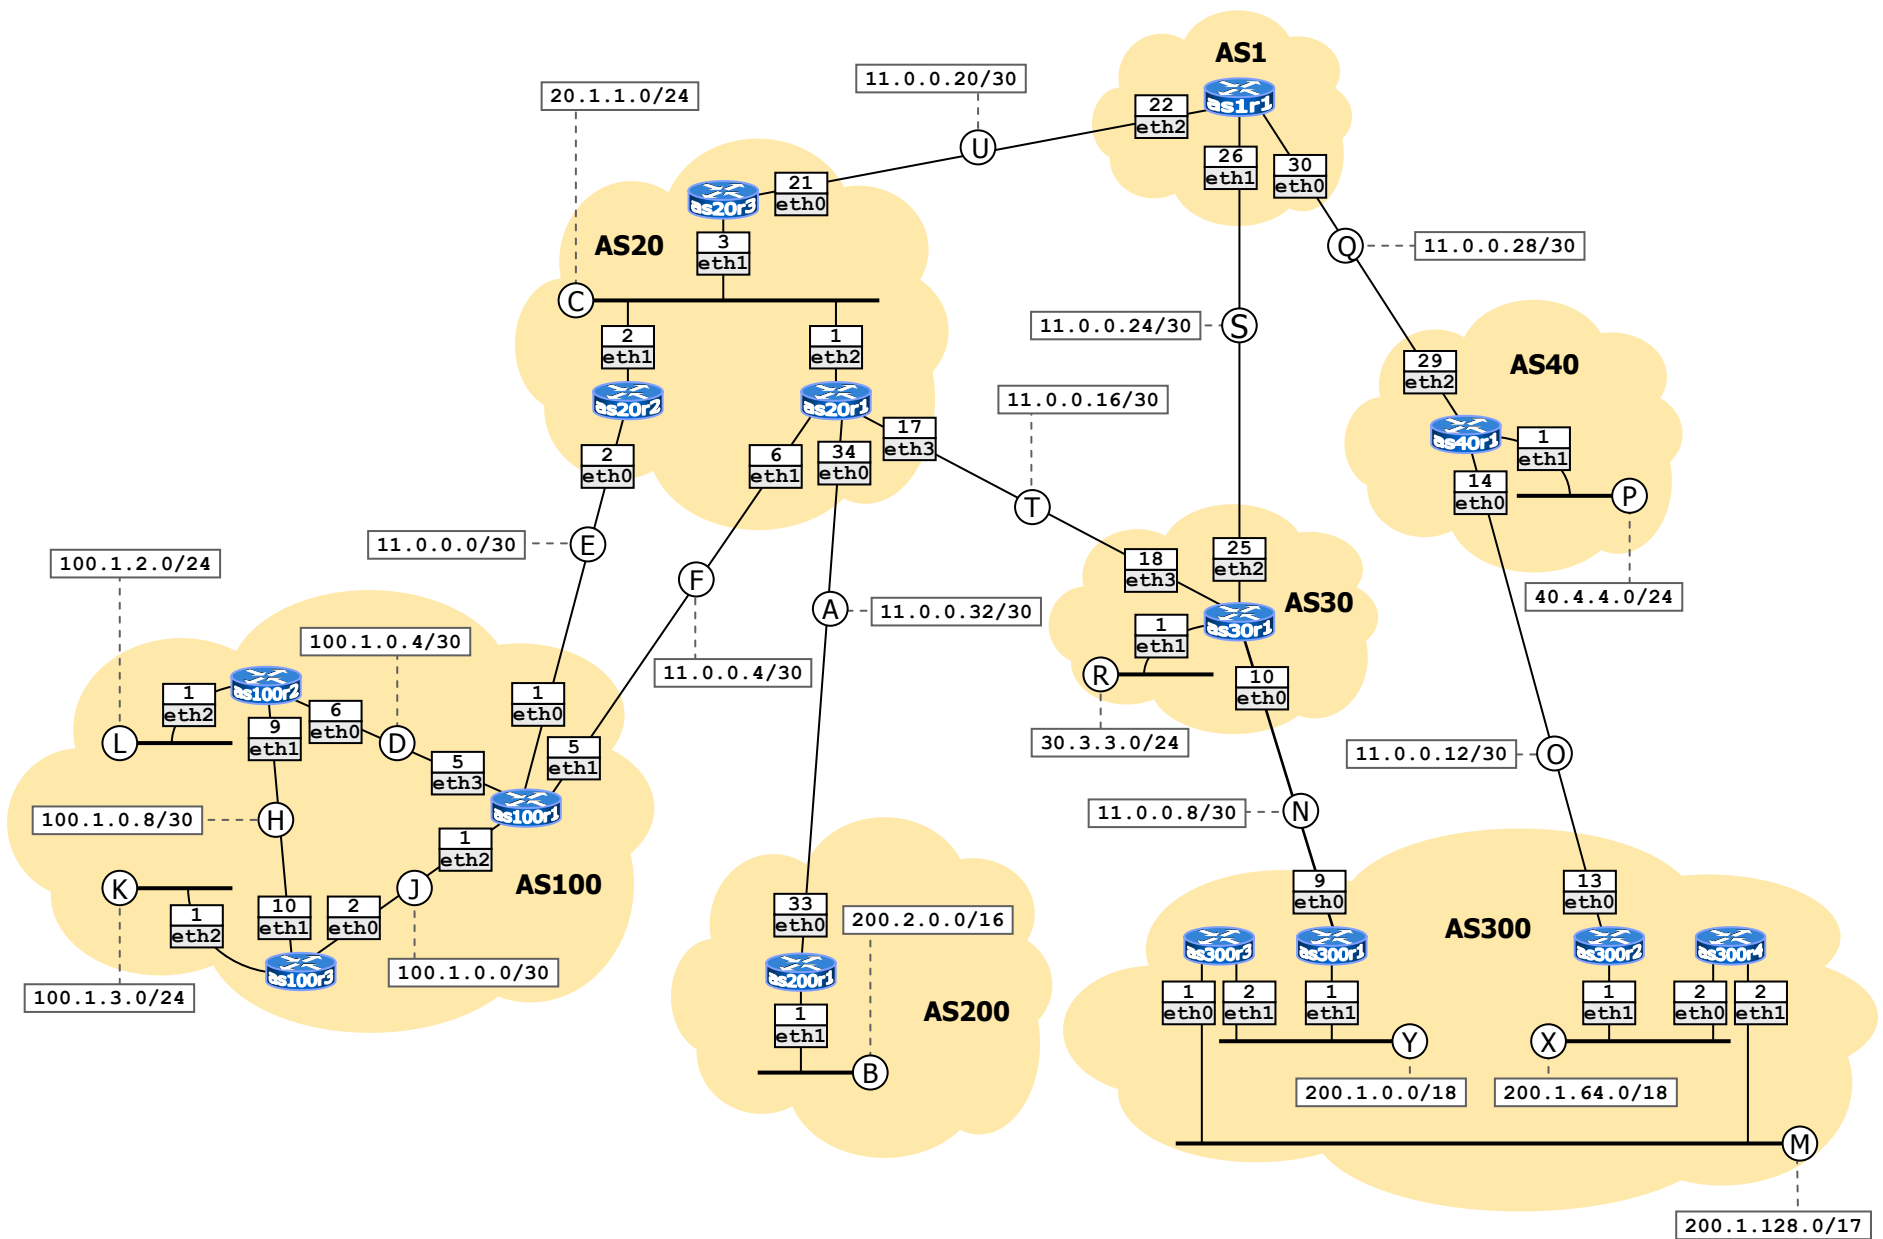 AS1
11.0.0.20/30
as1r1
20.1.1.0/24
22
eth2
U
26
eth1
30
eth0
21
eth0
as20r3
AS20
3
eth1
Q
11.0.0.28/30
C
11.0.0.24/30
S
2
eth1
1
eth2
29
eth2
AS40
as20r2
as20r1
11.0.0.16/30
17
eth3
as40r1
1
eth1
2
eth0
6
eth1
34
eth0
14
eth0
P
T
11.0.0.0/30
E
100.1.2.0/24
18
eth3
25
eth2
F
40.4.4.0/24
A
11.0.0.32/30
AS30
as30r1
1
eth1
100.1.0.4/30
11.0.0.4/30
R
10
eth0
as100r2
1
eth2
6
eth0
1
eth0
9
eth1
L
D
30.3.3.0/24
5
eth1
5
eth3
11.0.0.12/30
O
as100r1
11.0.0.8/30
N
100.1.0.8/30
H
1
eth2
K
J
AS100
9
eth0
13
eth0
1
eth2
10
eth1
2
eth0
33
eth0
200.2.0.0/16
AS300
as300r3
as300r1
as300r2
as300r4
as100r3
100.1.0.0/30
as200r1
100.1.3.0/24
1
eth0
2
eth1
1
eth1
1
eth1
2
eth0
2
eth1
AS200
1
eth1
Y
X
B
200.1.0.0/18
200.1.64.0/18
M
200.1.128.0/17